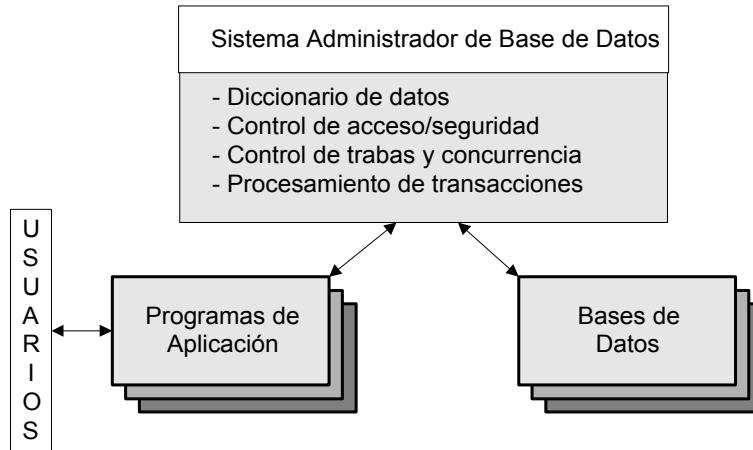 Sistema Administrador de Base de Datos
- Diccionario de datos
- Control de acceso/seguridad
- Control de trabas y concurrencia
- Procesamiento de transacciones
USUARIOS
Programas de
Aplicación
Bases de
Datos